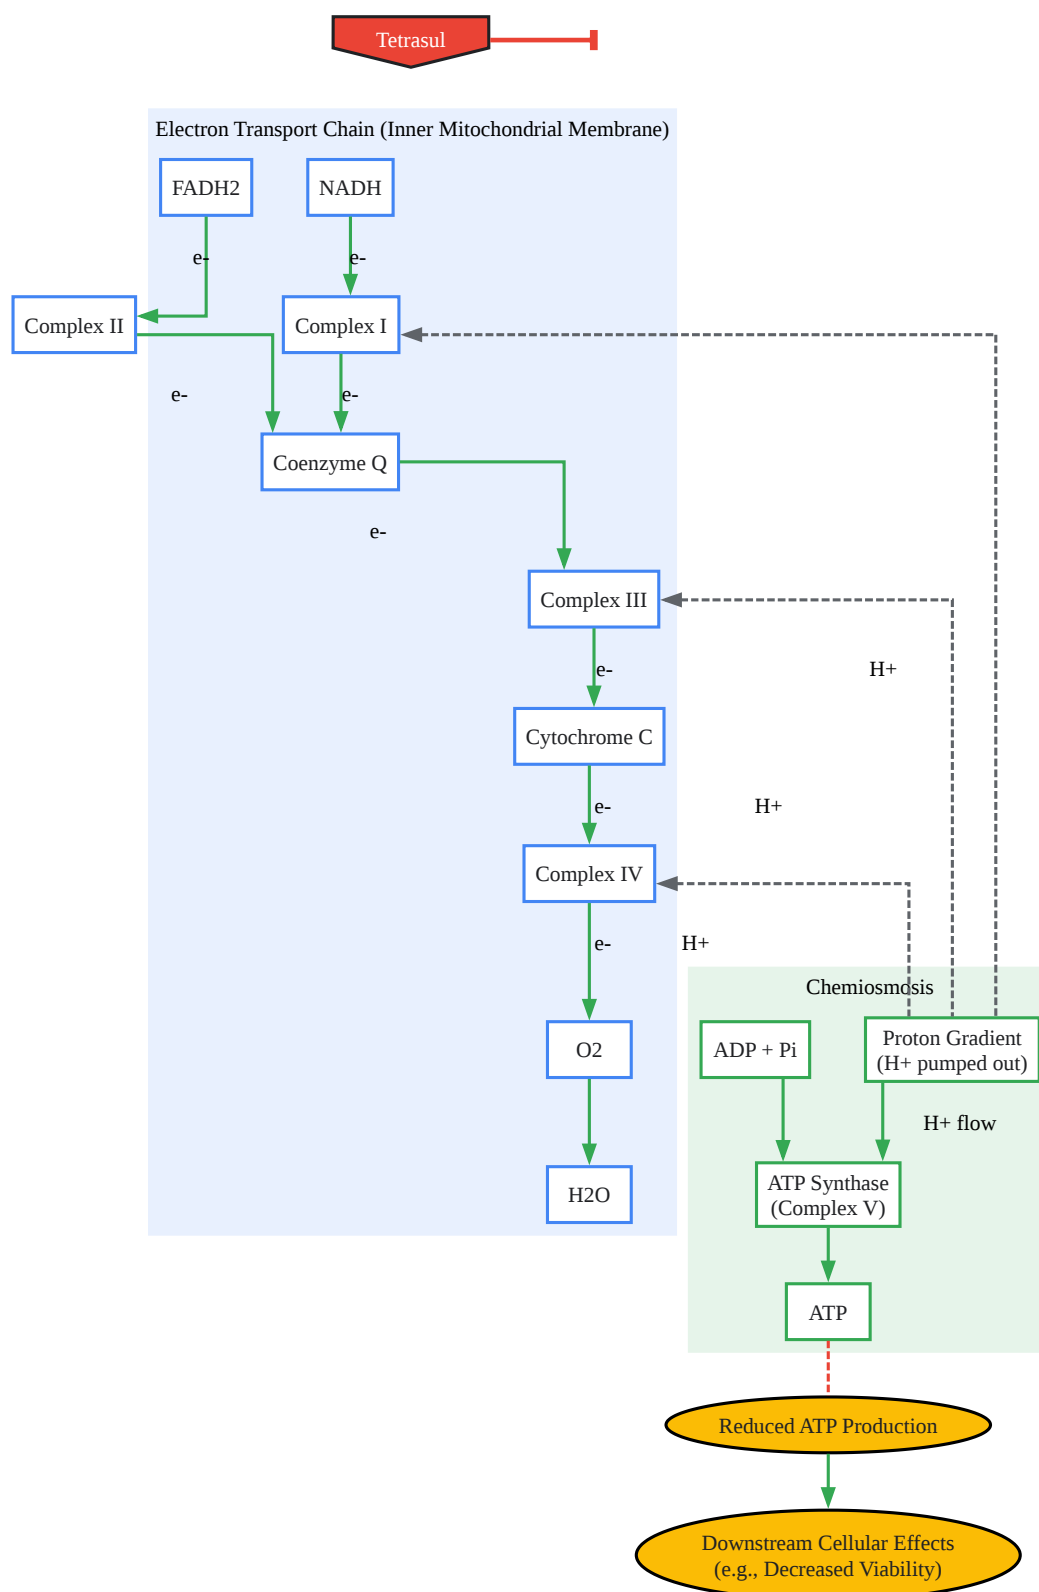 Tetrasul
Electron Transport Chain (Inner Mitochondrial Membrane)
FADH2
NADH
e-
e-
Complex II
Complex I
e-
e-
Coenzyme Q
e-
Complex III
e-
H+
Cytochrome C
e-
H+
Complex IV
e-
H+
Chemiosmosis
O2
ADP + Pi
Proton Gradient
(H+ pumped out)
H+ flow
H2O
ATP Synthase
(Complex V)
ATP
Reduced ATP Production
Downstream Cellular Effects
(e.g., Decreased Viability)